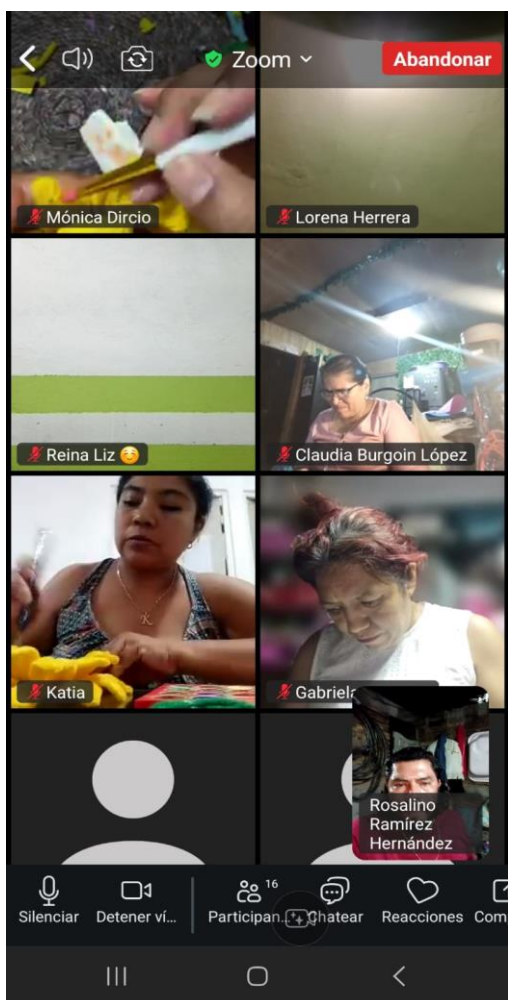 Zoom
Abandonar
Mónica Dircio
Lorena Herrera
Reina Liz ☺️
Claudia Burgoin López
Katia
Gabriela
Rosalino
Ramírez
Hernández
16
Silenciar
Detener ví...
Participan...
Chatear
Reacciones
Com